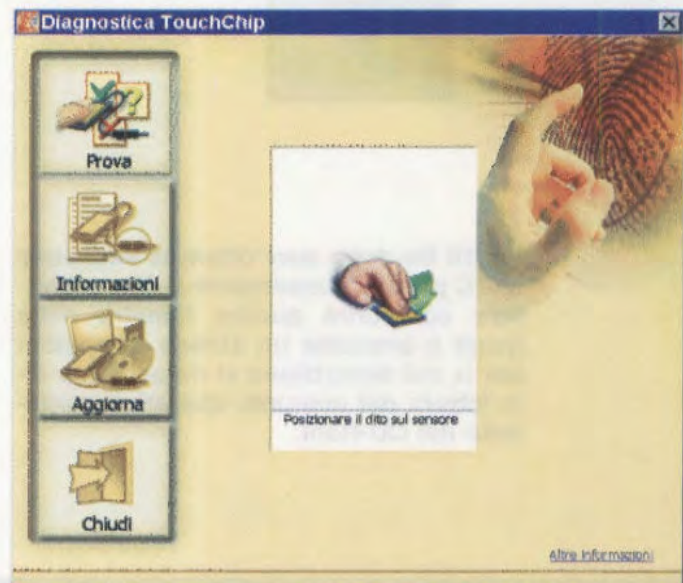 Diagnostica TouchChip
Prova
Informazioni
Aggiorna
Chiudi
Posizionare il dito sul sensore
Altre Informazioni